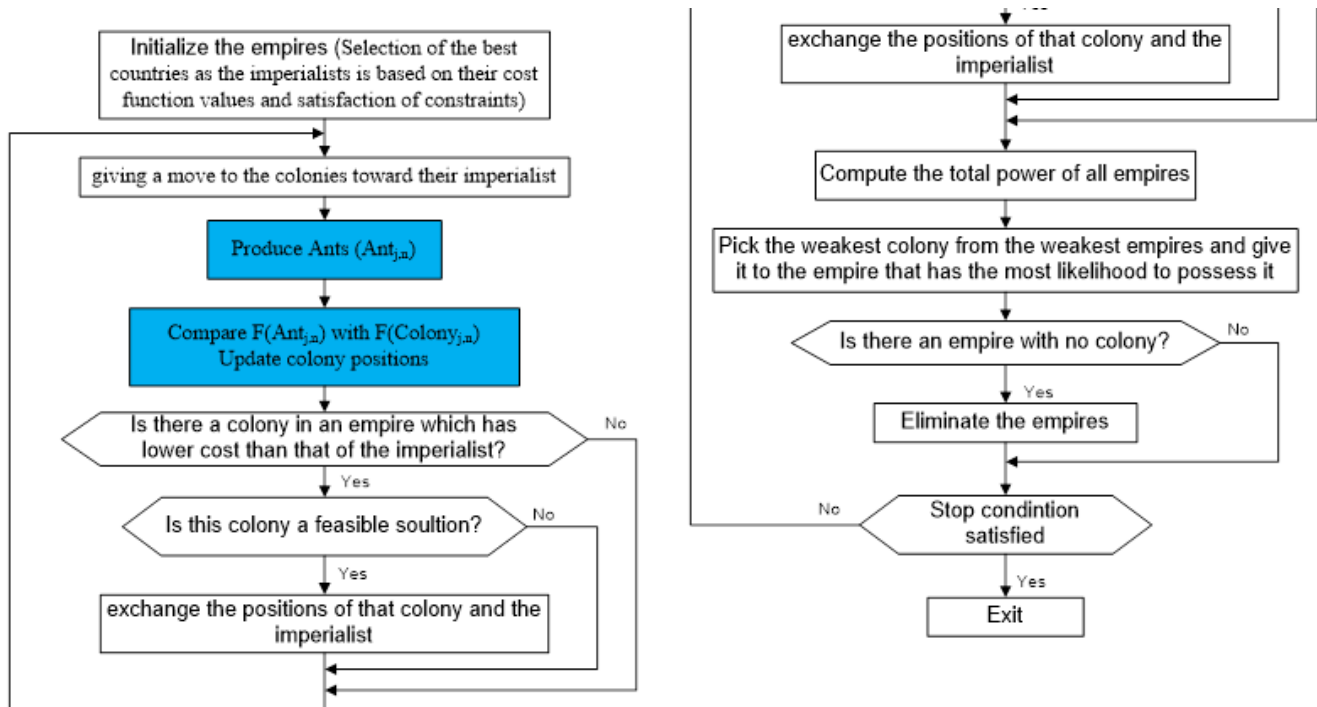 Initialize the empires (Selection of the best
countries as the imperialists is based on their cost
function values and satisfaction of constraints)
giving a move to the colonies toward their imperialist
Produce Ants (Antj,n)
Compare F(Antj,n) with F(Colonyj,n)
Update colony positions
Is there a colony in an empire which has
lower cost than that of the imperialist?
No
Yes
Is this colony a feasible soultion?
No
Yes
exchange the positions of that colony and the
imperialist
exchange the positions of that colony and the
imperialist
Compute the total power of all empires
Pick the weakest colony from the weakest empires and give
it to the empire that has the most likelihood to possess it
Is there an empire with no colony?
No
Yes
Eliminate the empires
No
Stop condintion
satisfied
Yes
Exit